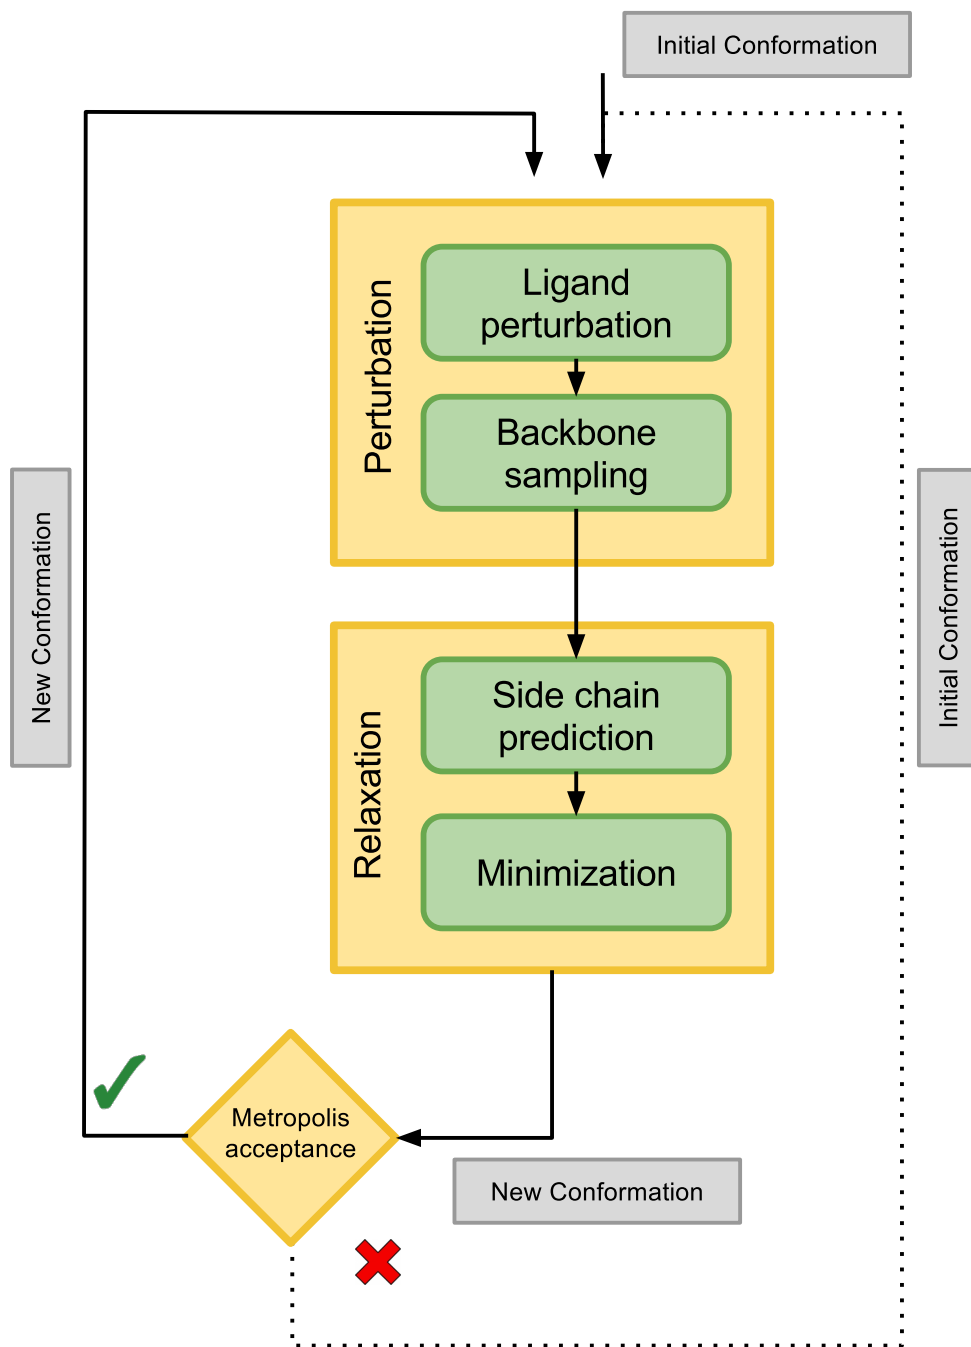 Initial Conformation
Perturbation
Ligand
perturbation
Backbone
sampling
New Conformation
Initial Conformation
Relaxation
Side chain
prediction
Minimization
Metropolis
acceptance
New Conformation